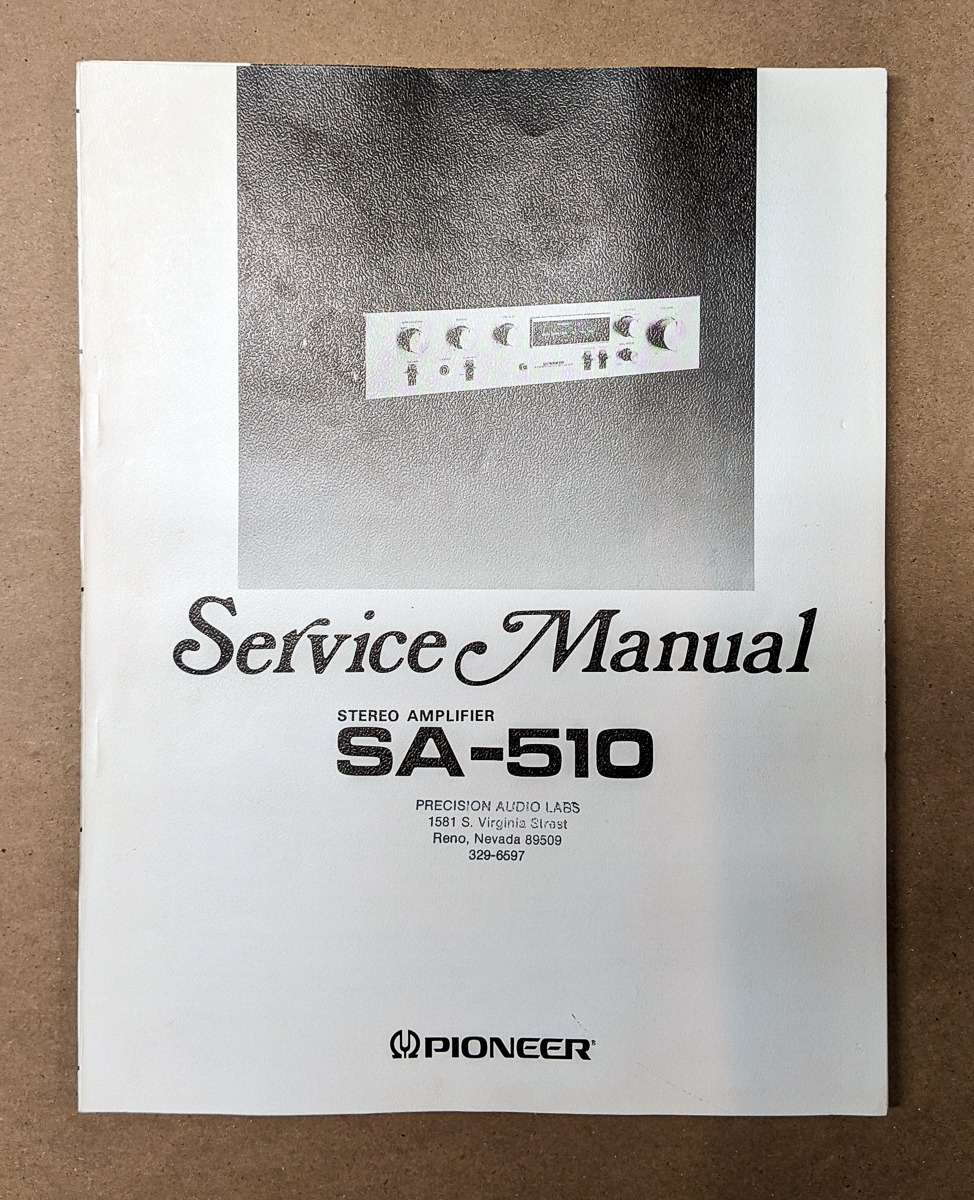 Service Manual
STEREO AMPLIFIER
SA-510
PRECISION AUDIO LABS
1581 S. Virginia Street
Reno, Nevada 89509
329-6597
PIONEER®